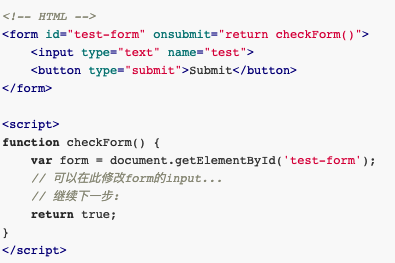 <!-- HTML -->
<form id="test-form" onsubmit="return checkForm()">
    <input type="text" name="test">
    <button type="submit">Submit</button>
</form>

<script>
function checkForm() {
    var form = document.getElementById('test-form');
    // 可以在此修改form的input...
    // 继续下一步:
    return true;
}
</script>